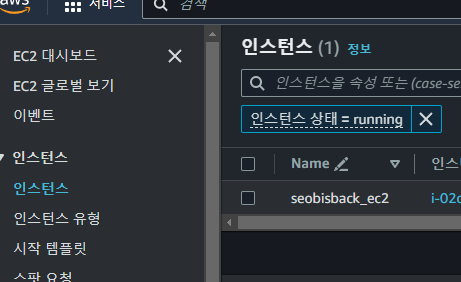 aws
서비스
검색
EC2 대시보드
EC2 글로벌 보기
이벤트
인스턴스
인스턴스
인스턴스 유형
시작 템플릿
스팟 요청
인스턴스 (1) 정보
인스턴스을 속성 또는 (case-se
인스턴스 상태 = running
Name
인스
seobisback_ec2
i-02